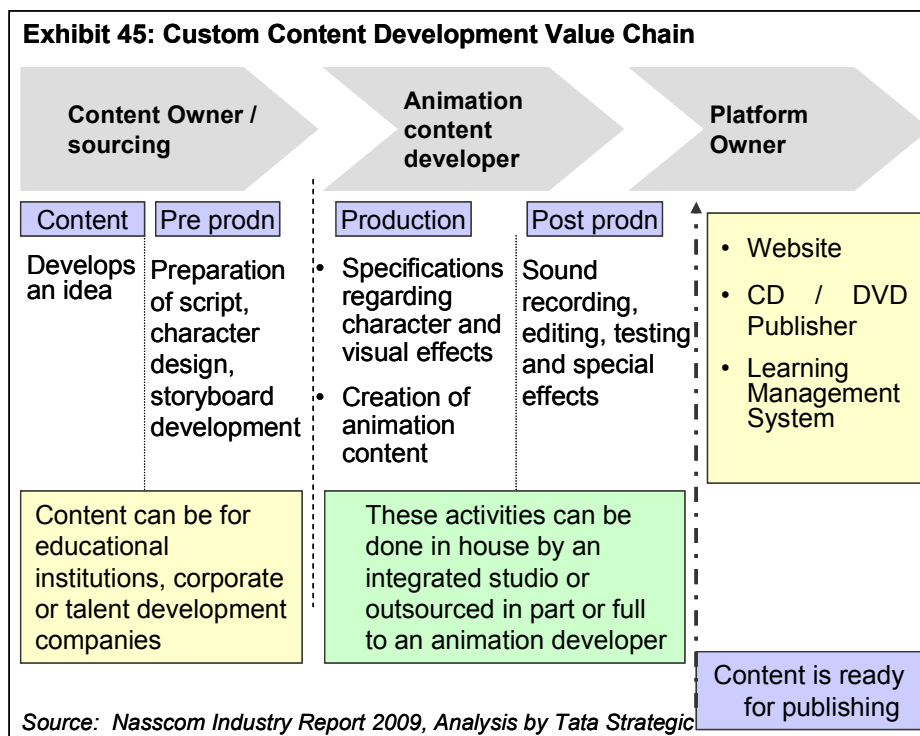 Exhibit 45: Custom Content Development Value Chain
Content Owner /
sourcing
Animation
content
developer
Platform
Owner
Content
Develops
an idea
Pre prodn
Preparation
of script,
character
design,
storyboard
development
Production
• Specifications
regarding
character and
visual effects
• Creation of
animation
content
Post prodn
Sound
recording,
editing, testing
and special
effects
• Website
• CD / DVD
Publisher
• Learning
Management
System
Content can be for
educational
institutions, corporate
or talent development
companies
These activities can be
done in house by an
integrated studio or
outsourced in part or full
to an animation developer
Content is ready
for publishing
Source: Nasscom Industry Report 2009, Analysis by Tata Strategic